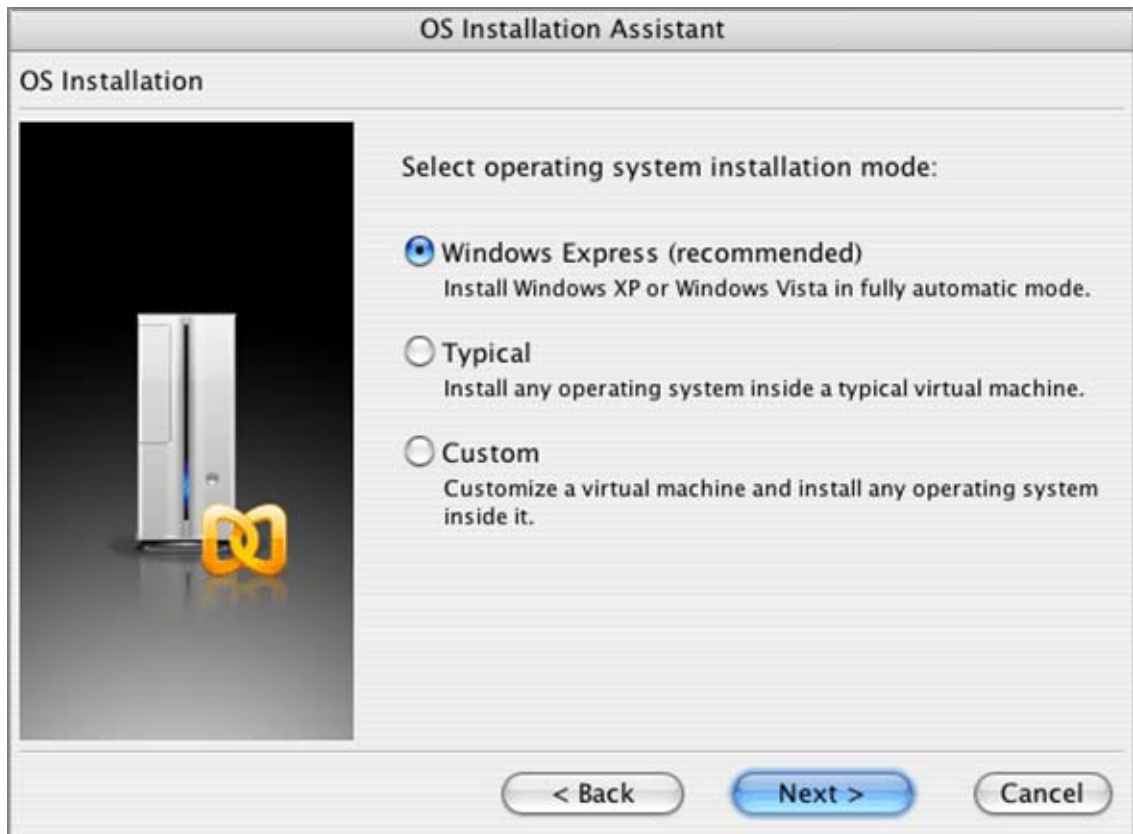 OS Installation Assistant
OS Installation
Select operating system installation mode:
Windows Express (recommended)
Install Windows XP or Windows Vista in fully automatic mode.
Typical
Install any operating system inside a typical virtual machine.
Custom
Customize a virtual machine and install any operating system
inside it.
< Back
Next >
Cancel